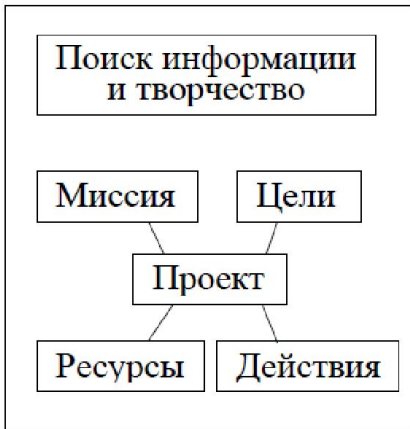 Поиск информации
и творчество
Миссия
Цели
Проект
Ресурсы
Действия